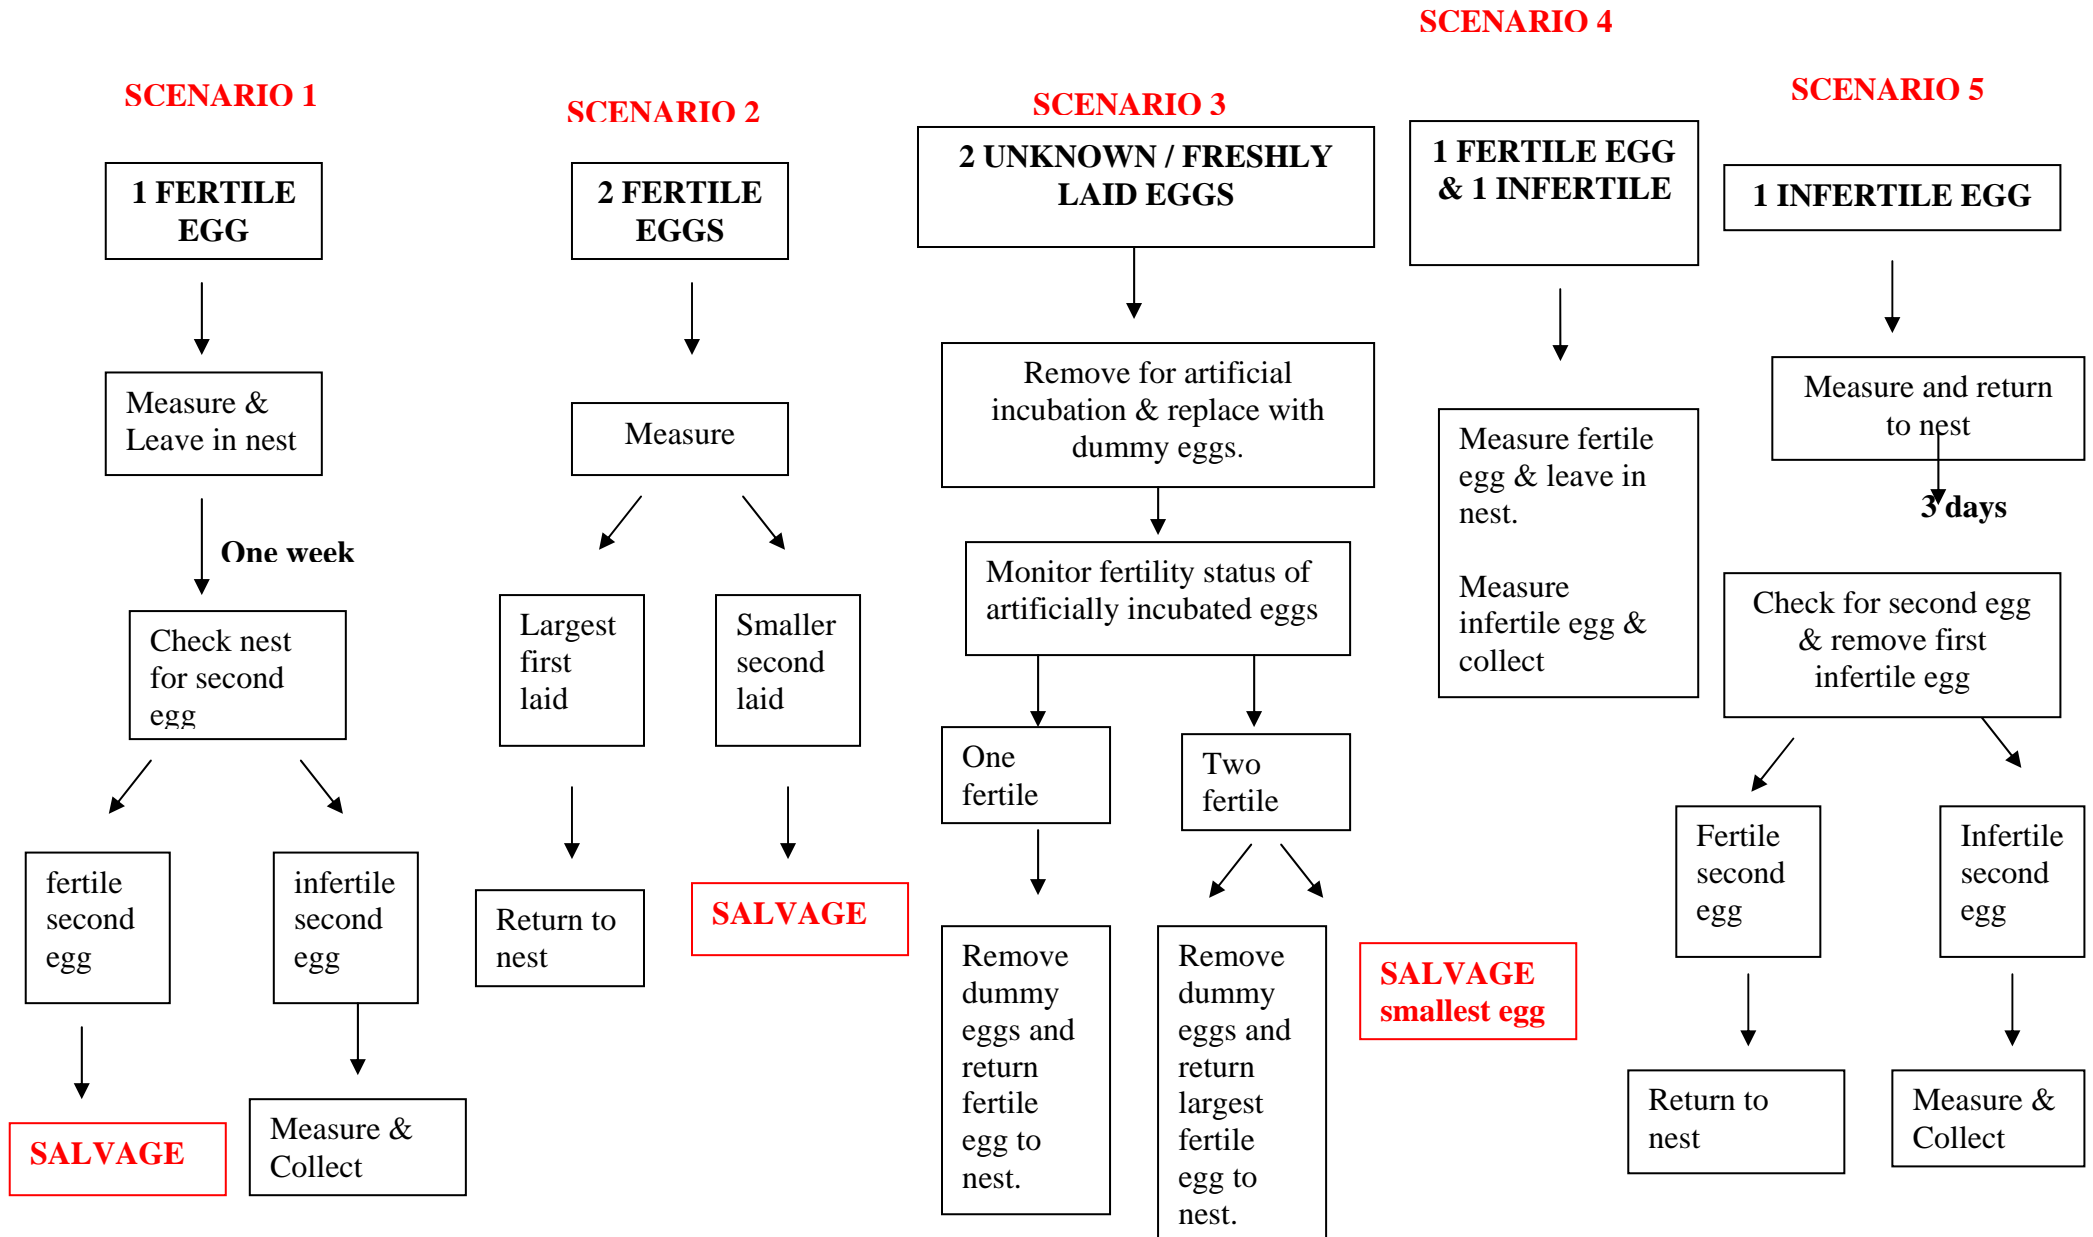 SCENARIO 1
1 FERTILE
EGG
Measure &
Leave in nest
One week
Check nest
for second
egg
fertile
second
egg
infertile
second
egg
SALVAGE
Measure &
Collect
SCENARIO 2
2 FERTILE
EGGS
Measure
Largest
first
laid
Smaller
second
laid
Return to
nest
SALVAGE
SCENARIO 3
2 UNKNOWN / FRESHLY
LAID EGGS
Remove for artificial
incubation & replace with
dummy eggs.
Monitor fertility status of
artificially incubated eggs
One
fertile
Two
fertile
Remove
dummy
eggs and
return
fertile
egg to
nest.
Remove
dummy
eggs and
return
largest
fertile
egg to
nest.
SALVAGE
smallest egg
SCENARIO 4
1 FERTILE EGG
& 1 INFERTILE
Measure fertile
egg & leave in
nest.
Measure
infertile egg &
collect
SCENARIO 5
1 INFERTILE EGG
Measure and return
to nest
3 days
Check for second egg
& remove first
infertile egg
Fertile
second
egg
Infertile
second
egg
Return to
nest
Measure &
Collect